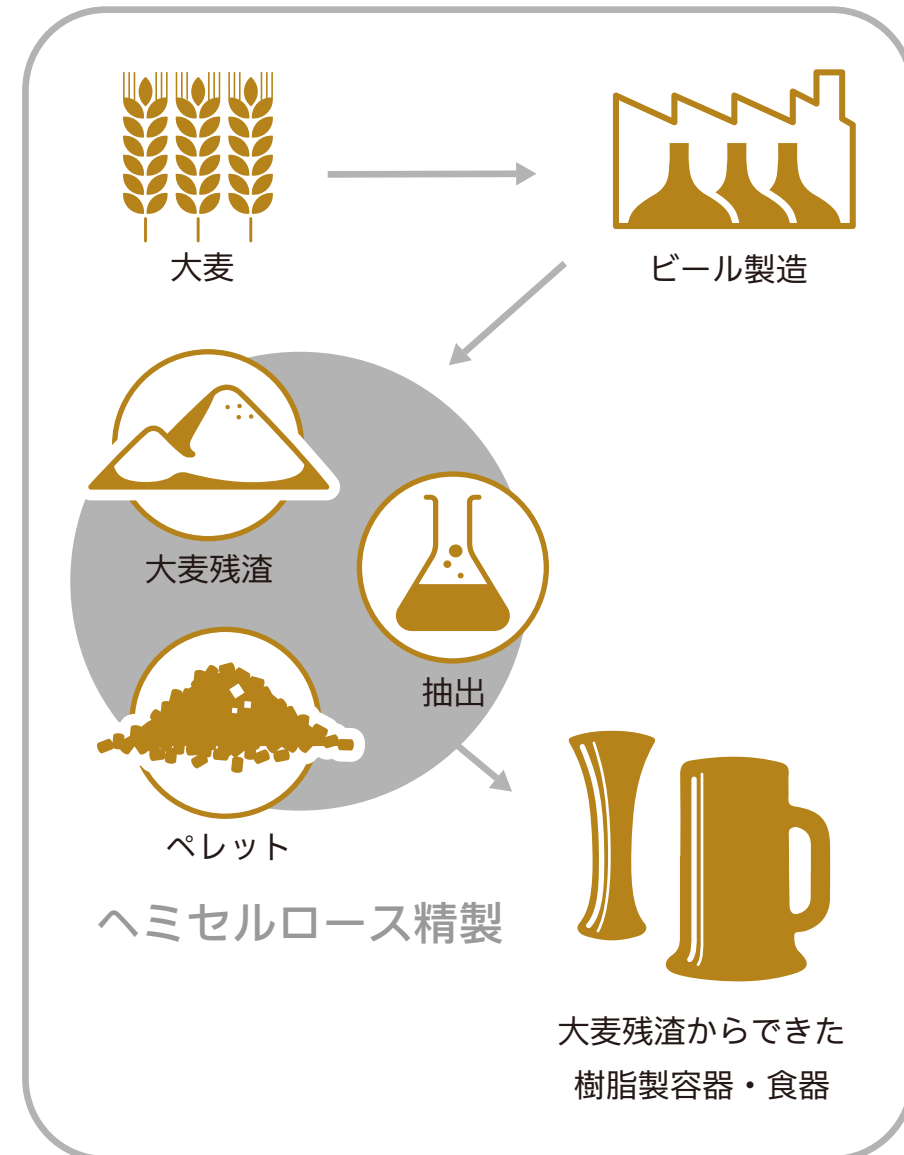 大麦
ビール製造
大麦残渣
抽出
ペレット
ヘミセルロース精製
大麦残渣からできた
樹脂製容器・食器